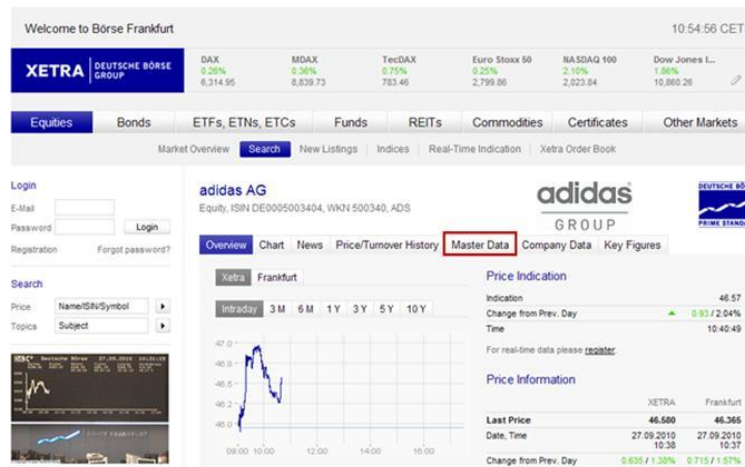 Welcome to Börse Frankfurt
10:54:56 CET
XETRA DEUTSCHE BÖRSE GROUP
DAX MDAX TecDAX Euro Stoxx 50 NASDAQ 100 Dow Jones I...
0.26% 0.36% 0.75% 0.25% 2.10% 1.86%
6,314.95 8,839.73 783.46 2,799.86 2,023.84 10,860.26
Equities Bonds ETFs, ETNs, ETCs Funds REITs Commodities Certificates Other Markets
Market Overview Search New Listings Indices Real-Time Indication Xetra Order Book
Login
E-Mail
Password Login
Registration Forgot password?
Search
Price Name/ISIN/Symbol
Topics Subject
adidas AG
Equity, ISIN DE0005003404, WKN 500340, ADS
adidas
GROUP
DEUTSCHE BÖ
PRIME STAND
Overview Chart News Price/Turnover History Master Data Company Data Key Figures
Xetra Frankfurt
Intraday 3 M 6 M 1 Y 3 Y 5 Y 10 Y
47.0
46.8
46.5
46.2
46.0
09:00 10:00 12:00 14:00 16:00
Price Indication
Indication 46.57
Change from Prev. Day 0.93 / 2.04%
Time 10:40:49
For real-time data please register.
Price Information
XETRA Frankfurt
Last Price 46.580 46.365
Date, Time 27.09.2010 27.09.2010
10:38 10:37
Change from Prev. Day 0.635 / 1.38% 0.715 / 1.57%